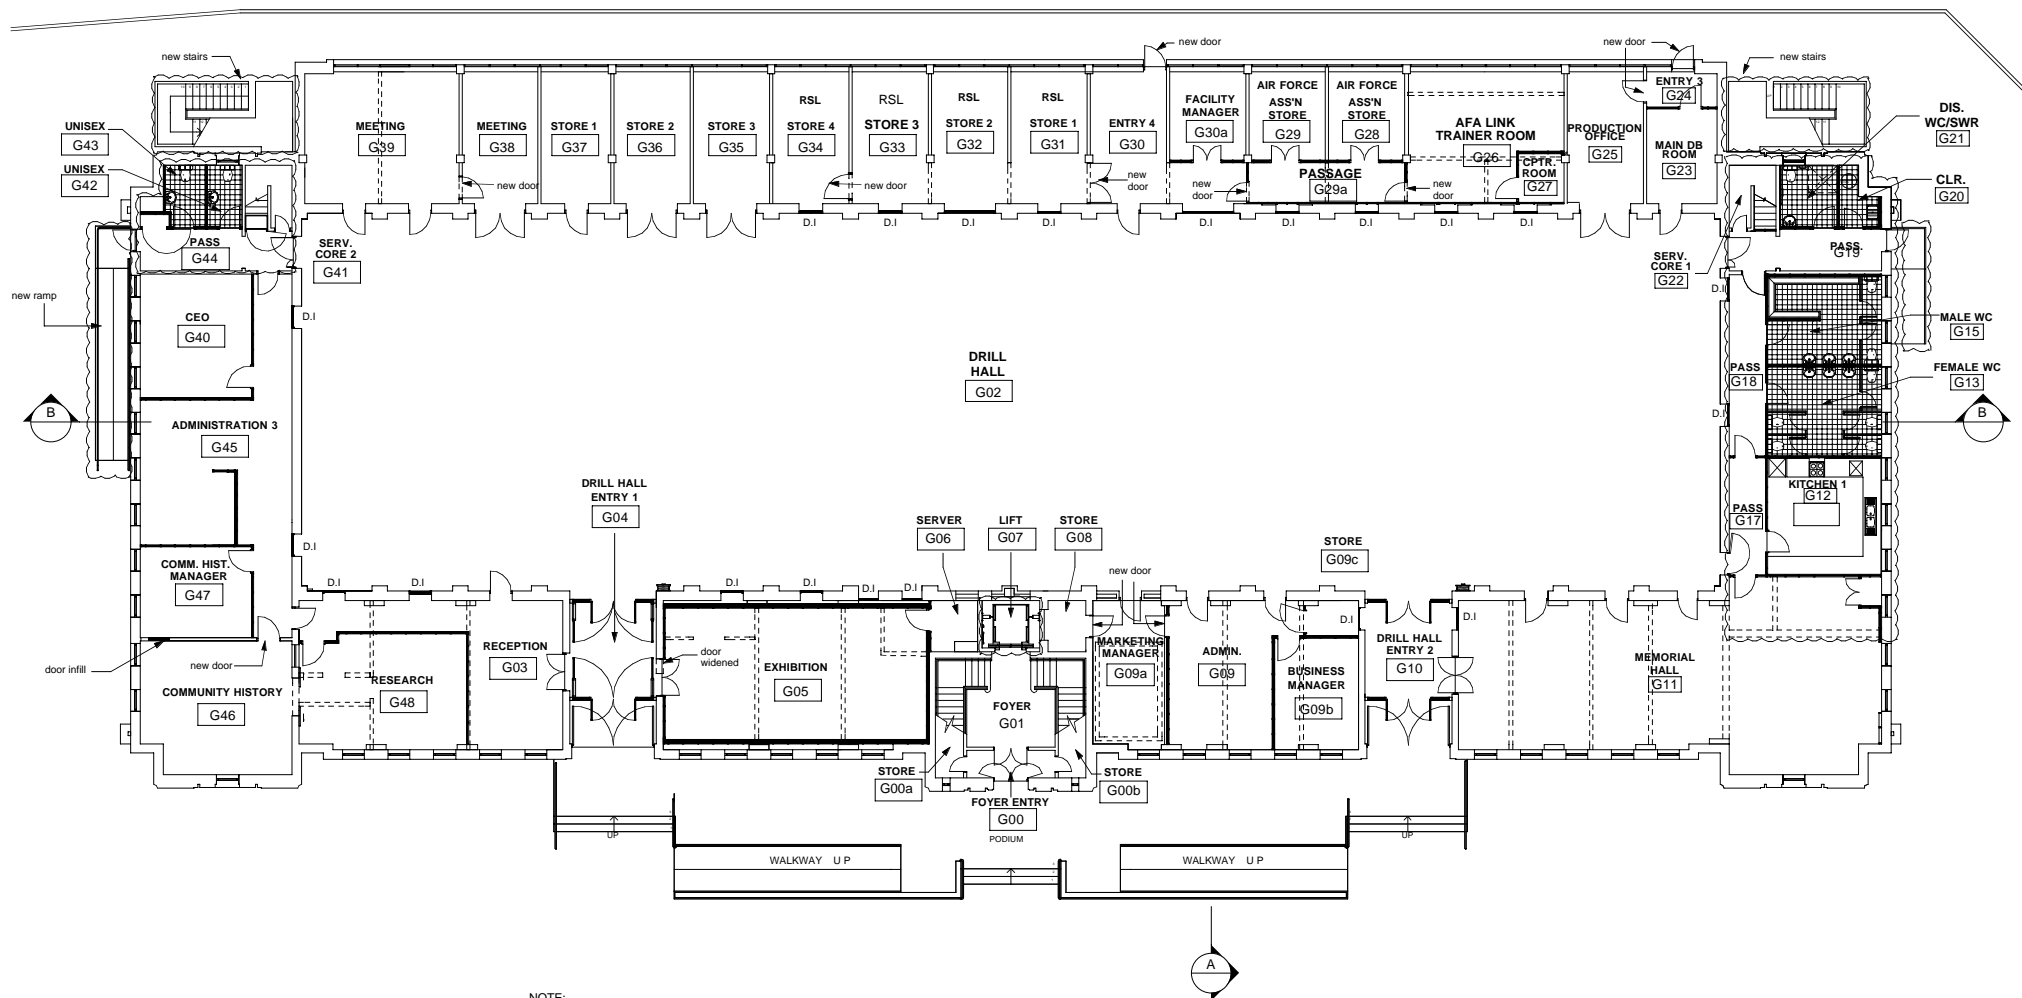 new door
new door
new stairs
new stairs
ENTRY 3
G24
DIS.
WC/SWR
G21
UNISEX
G43
UNISEX
G42
MEETING
G39
MEETING
G38
STORE 1
G37
STORE 2
G36
STORE 3
G35
RSL
STORE 4
G34
RSL
STORE 3
G33
RSL
STORE 2
G32
RSL
STORE 1
G31
ENTRY 4
G30
FACILITY
MANAGER
G30a
AIR FORCE
ASS'N
STORE
G29
AIR FORCE
ASS'N
STORE
G28
AFA LINK
TRAINER ROOM
G26
CPTR.
ROOM
G27
PRODUCTION
OFFICE
G25
MAIN DB
ROOM
G23
PASSAGE
G29a
new door
new door
new
door
new
door
new
door
CLR.
G20
D.I
D.I
D.I
D.I
D.I
D.I
D.I
D.I
D.I
PASS
G44
SERV.
CORE 2
G41
SERV.
CORE 1
G22
PASS.
G19
D.I
new ramp
CEO
G40
D.I
MALE WC
G15
DRILL
HALL
G02
PASS
G18
FEMALE WC
G13
B
B
D.I
ADMINISTRATION 3
G45
DRILL HALL
ENTRY 1
G04
SERVER
G06
LIFT
G07
STORE
G08
STORE
G09c
KITCHEN 1
G12
PASS
G17
D.I
COMM. HIST.
MANAGER
G47
D.I
D.I
D.I
D.I
D.I
D.I
new door
D.I
D.I
RECEPTION
G03
door
widened
EXHIBITION
G05
MARKETING
MANAGER
G09a
ADMIN.
G09
BUSINESS
MANAGER
G09b
DRILL HALL
ENTRY 2
G10
MEMORIAL
HALL
G11
door infill
new door
RESEARCH
G48
COMMUNITY HISTORY
G46
FOYER
G01
STORE
G00a
STORE
G00b
FOYER ENTRY
G00
PODIUM
UP
UP
WALKWAY UP
WALKWAY UP
A
NOTE: